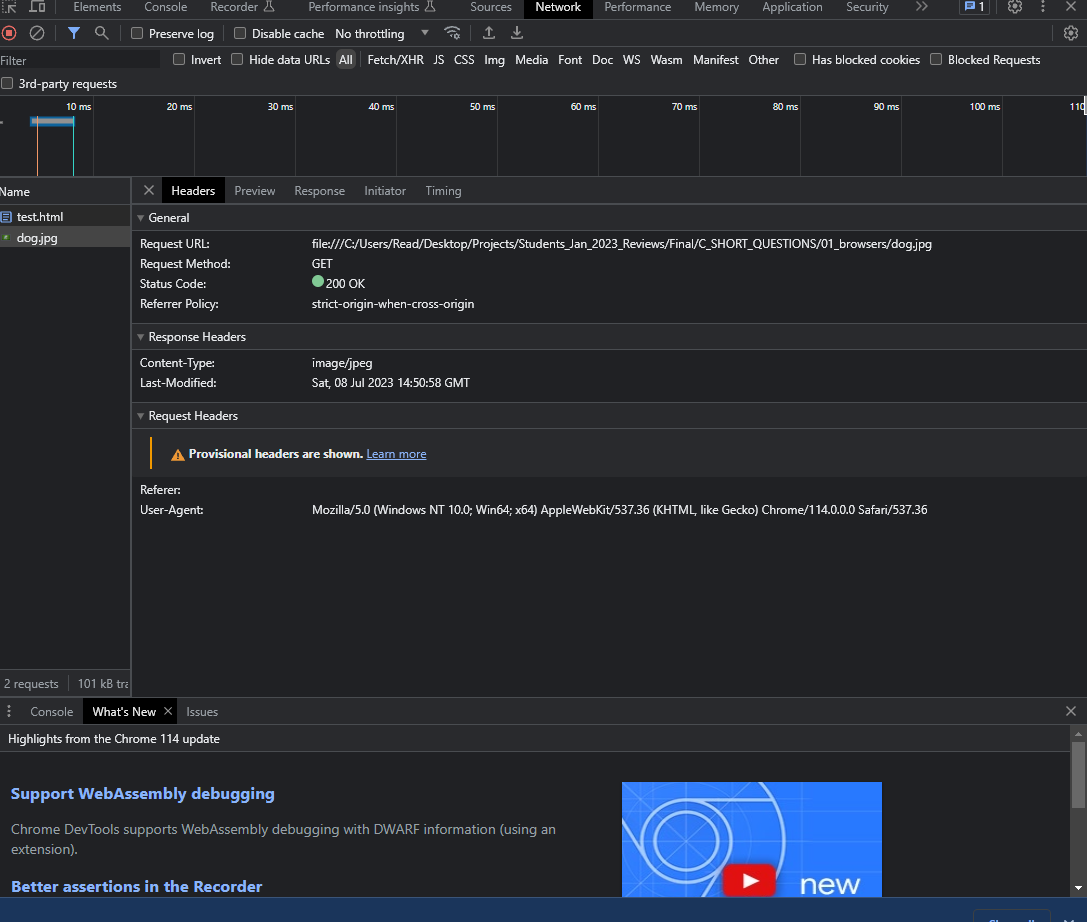 Elements Console Recorder Performance insights Sources Network Performance Memory Application Security 1
Preserve log Disable cache No throttling
Filter Invert Hide data URLs All Fetch/XHR JS CSS Img Media Font Doc WS Wasm Manifest Other Has blocked cookies Blocked Requests
3rd-party requests
10 ms 20 ms 30 ms 40 ms 50 ms 60 ms 70 ms 80 ms 90 ms 100 ms 110
Name
test.html
dog.jpg
2 requests 101 kB tra
Headers Preview Response Initiator Timing
General
Request URL: file:///C:/Users/Read/Desktop/Projects/Students_Jan_2023_Reviews/Final/C_SHORT_QUESTIONS/01_browsers/dog.jpg
Request Method: GET
Status Code: 200 OK
Referrer Policy: strict-origin-when-cross-origin
Response Headers
Content-Type: image/jpeg
Last-Modified: Sat, 08 Jul 2023 14:50:58 GMT
Request Headers
Provisional headers are shown. Learn more
Referer:
User-Agent: Mozilla/5.0 (Windows NT 10.0; Win64; x64) AppleWebKit/537.36 (KHTML, like Gecko) Chrome/114.0.0.0 Safari/537.36
Console What's New Issues
Highlights from the Chrome 114 update
Support WebAssembly debugging
Chrome DevTools supports WebAssembly debugging with DWARF information (using an
extension).
Better assertions in the Recorder
new